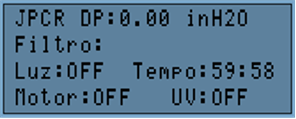 JPCR DP:0.00 inH2O
Filtro:
Luz:OFF Tempo:59:58
Motor:OFF UV:OFF